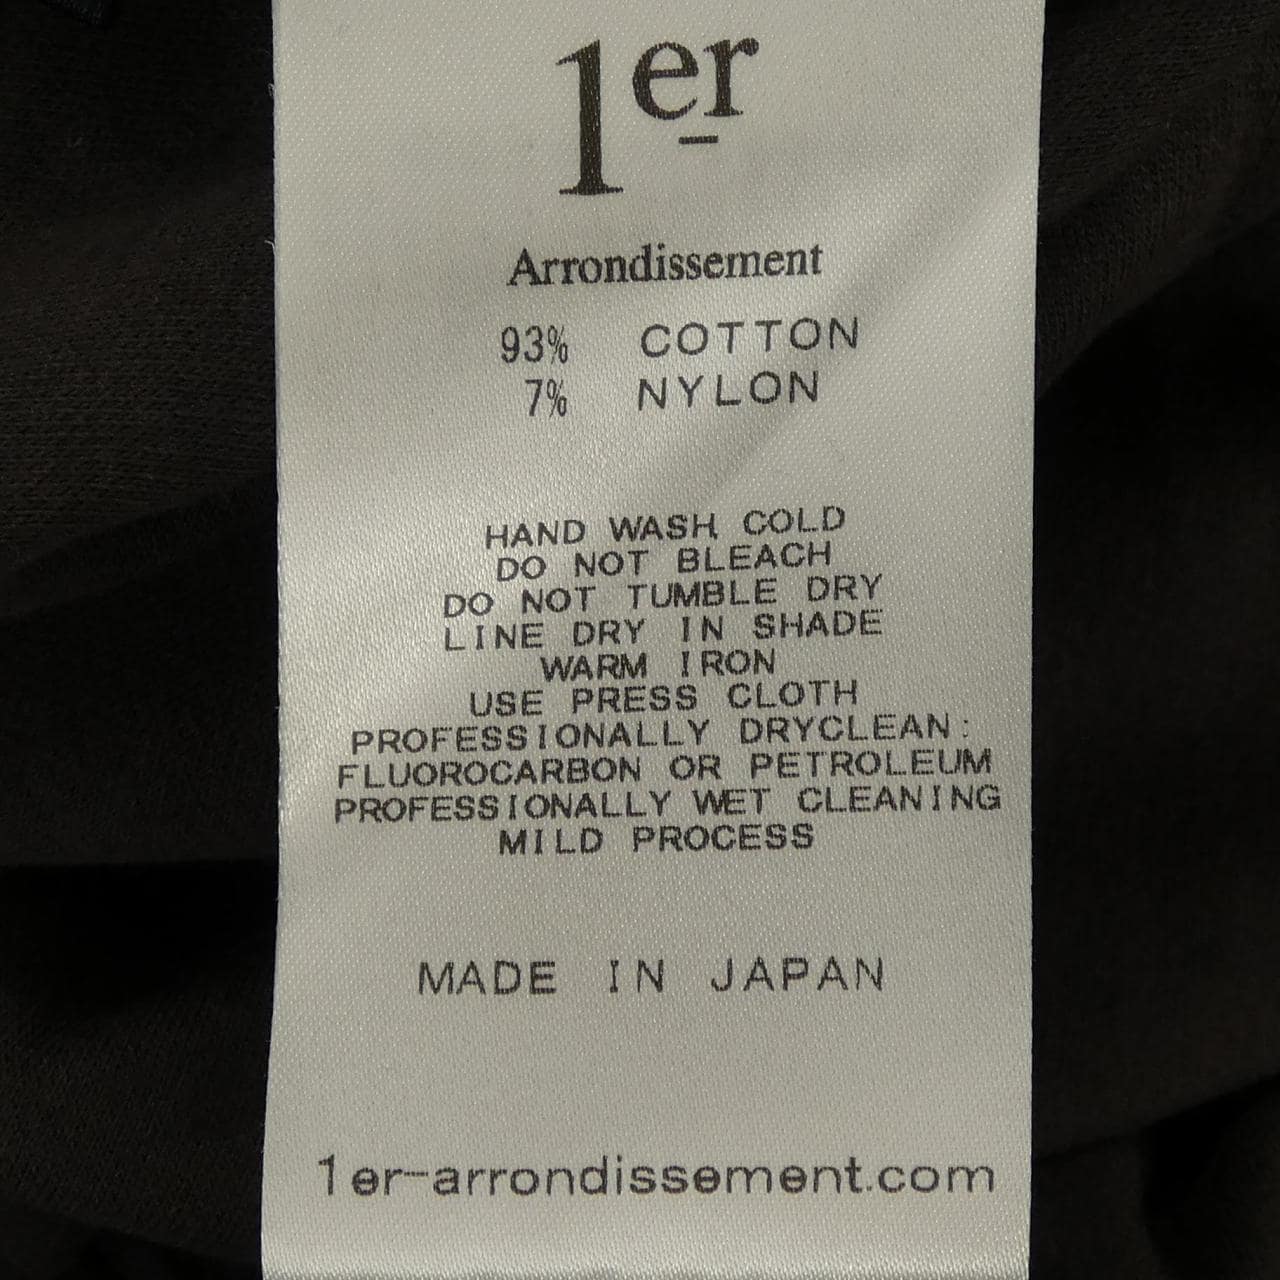 1er
Arrondissement
93% COTTON
7% NYLON
HAND WASH COLD
DO NOT BLEACH
DO NOT TUMBLE DRY
LINE DRY IN SHADE
WARM IRON
USE PRESS CLOTH
PROFESSIONALLY DRYCLEAN:
FLUOROCARBON OR PETROLEUM
PROFESSIONALLY WET CLEANING
MILD PROCESS
MADE IN JAPAN
1er-arrondissement.com